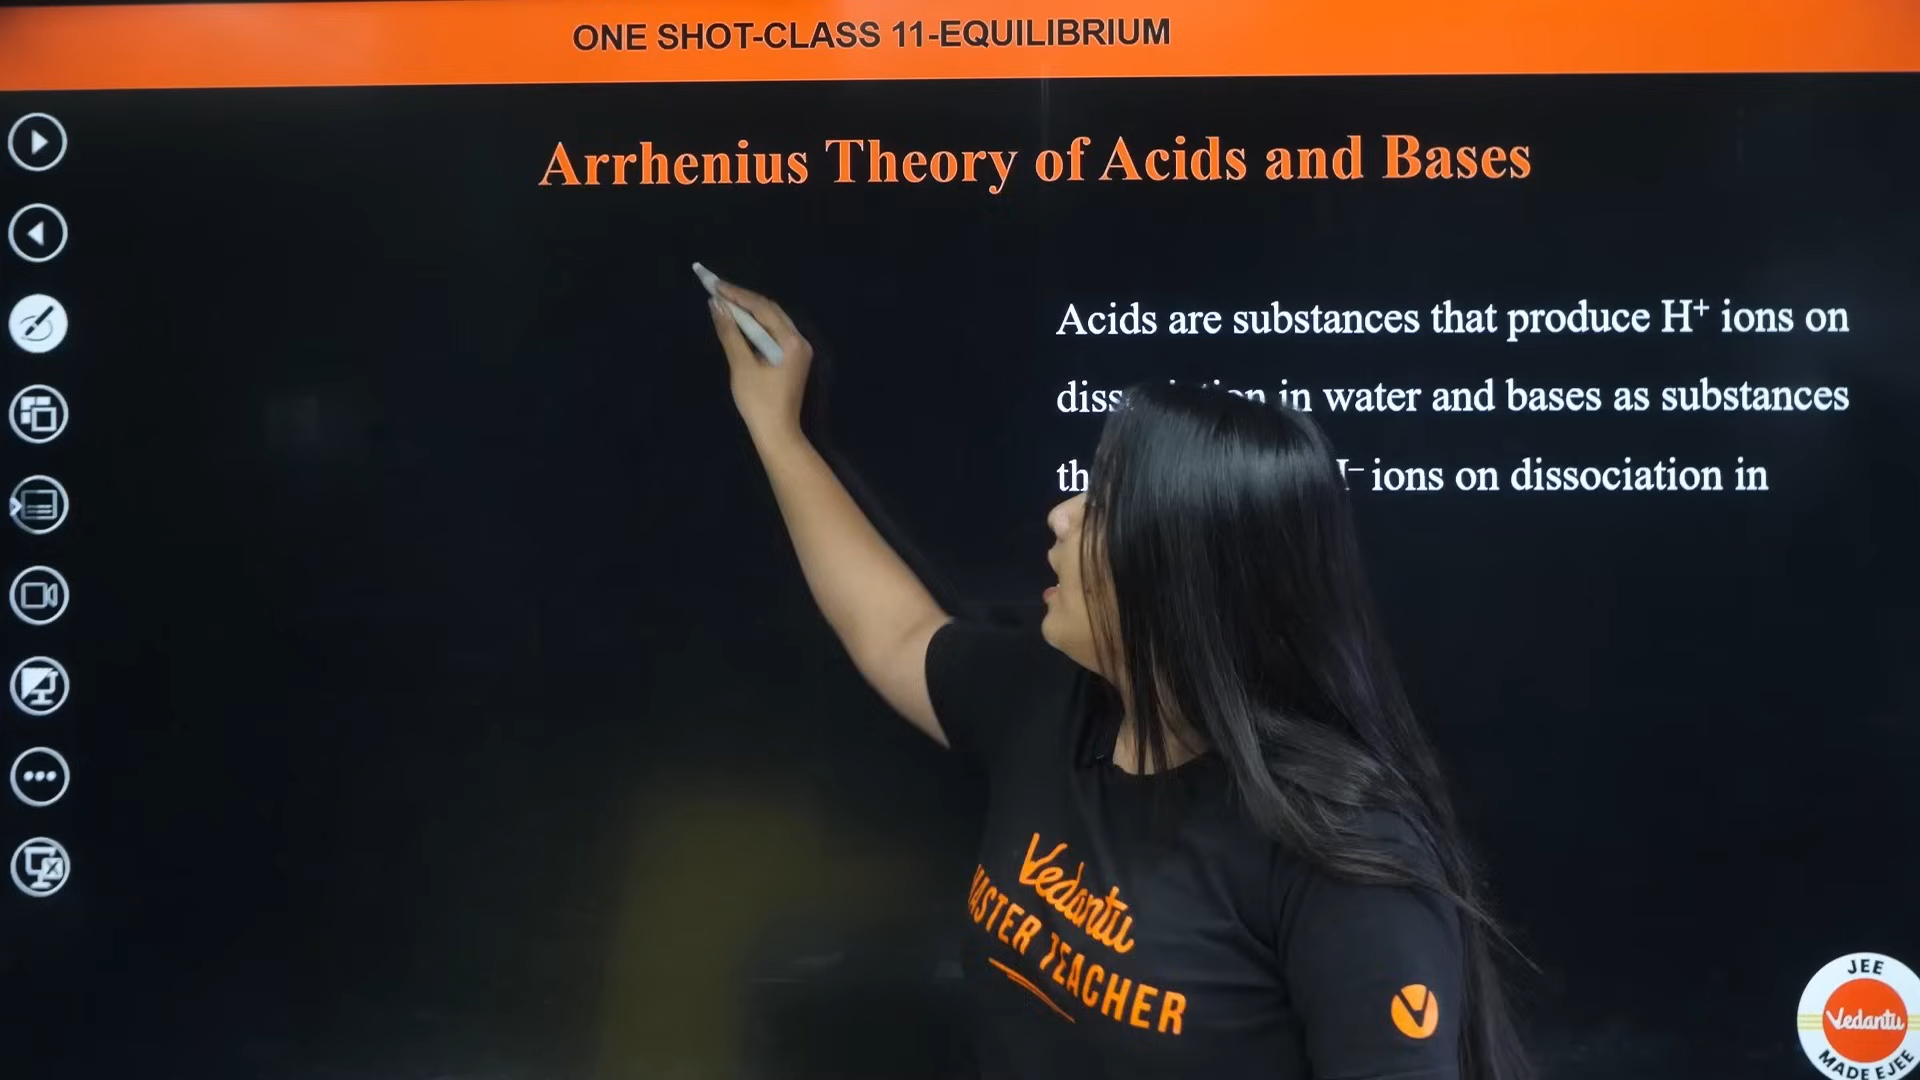 ONE SHOT-CLASS 11-EQUILIBRIUM
Arrhenius Theory of Acids and Bases
Acids are substances that produce H⁺ ions on
in water and bases as substances
⁻ ions on dissociation in
Vedantu
MASTER TEACHER
JEE
Vedantu
MADE EJEE